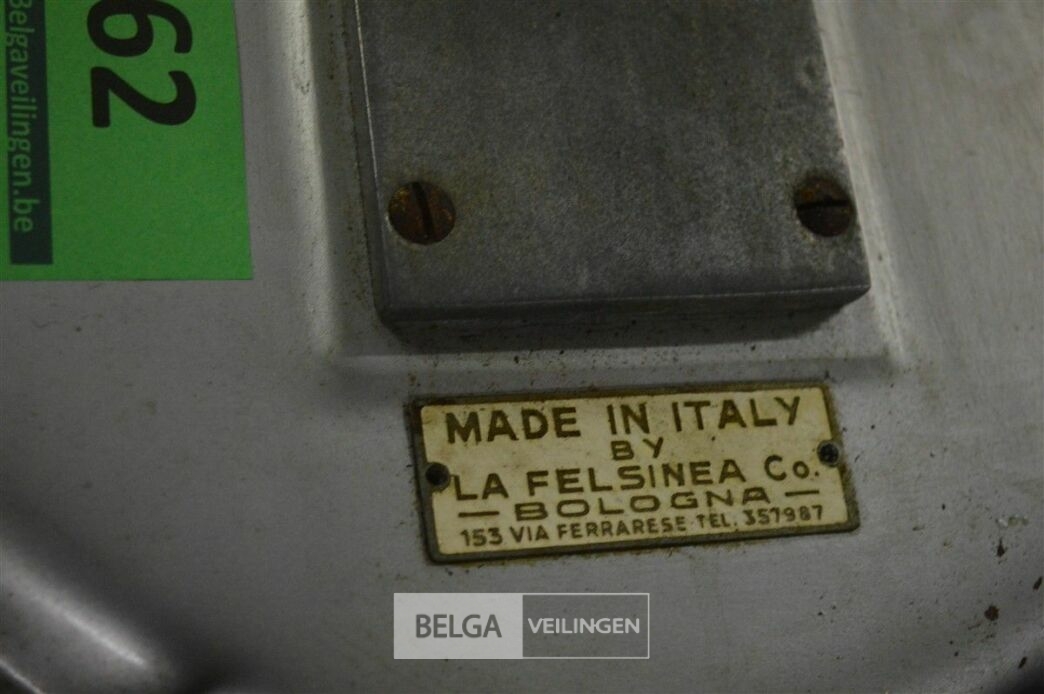 62
Belgaveilingen.be
MADE IN ITALY
BY
LA FELSINEA Co.
— BOLOGNA —
153 VIA FERRARESE TEL. 357987
BELGA VEILINGEN